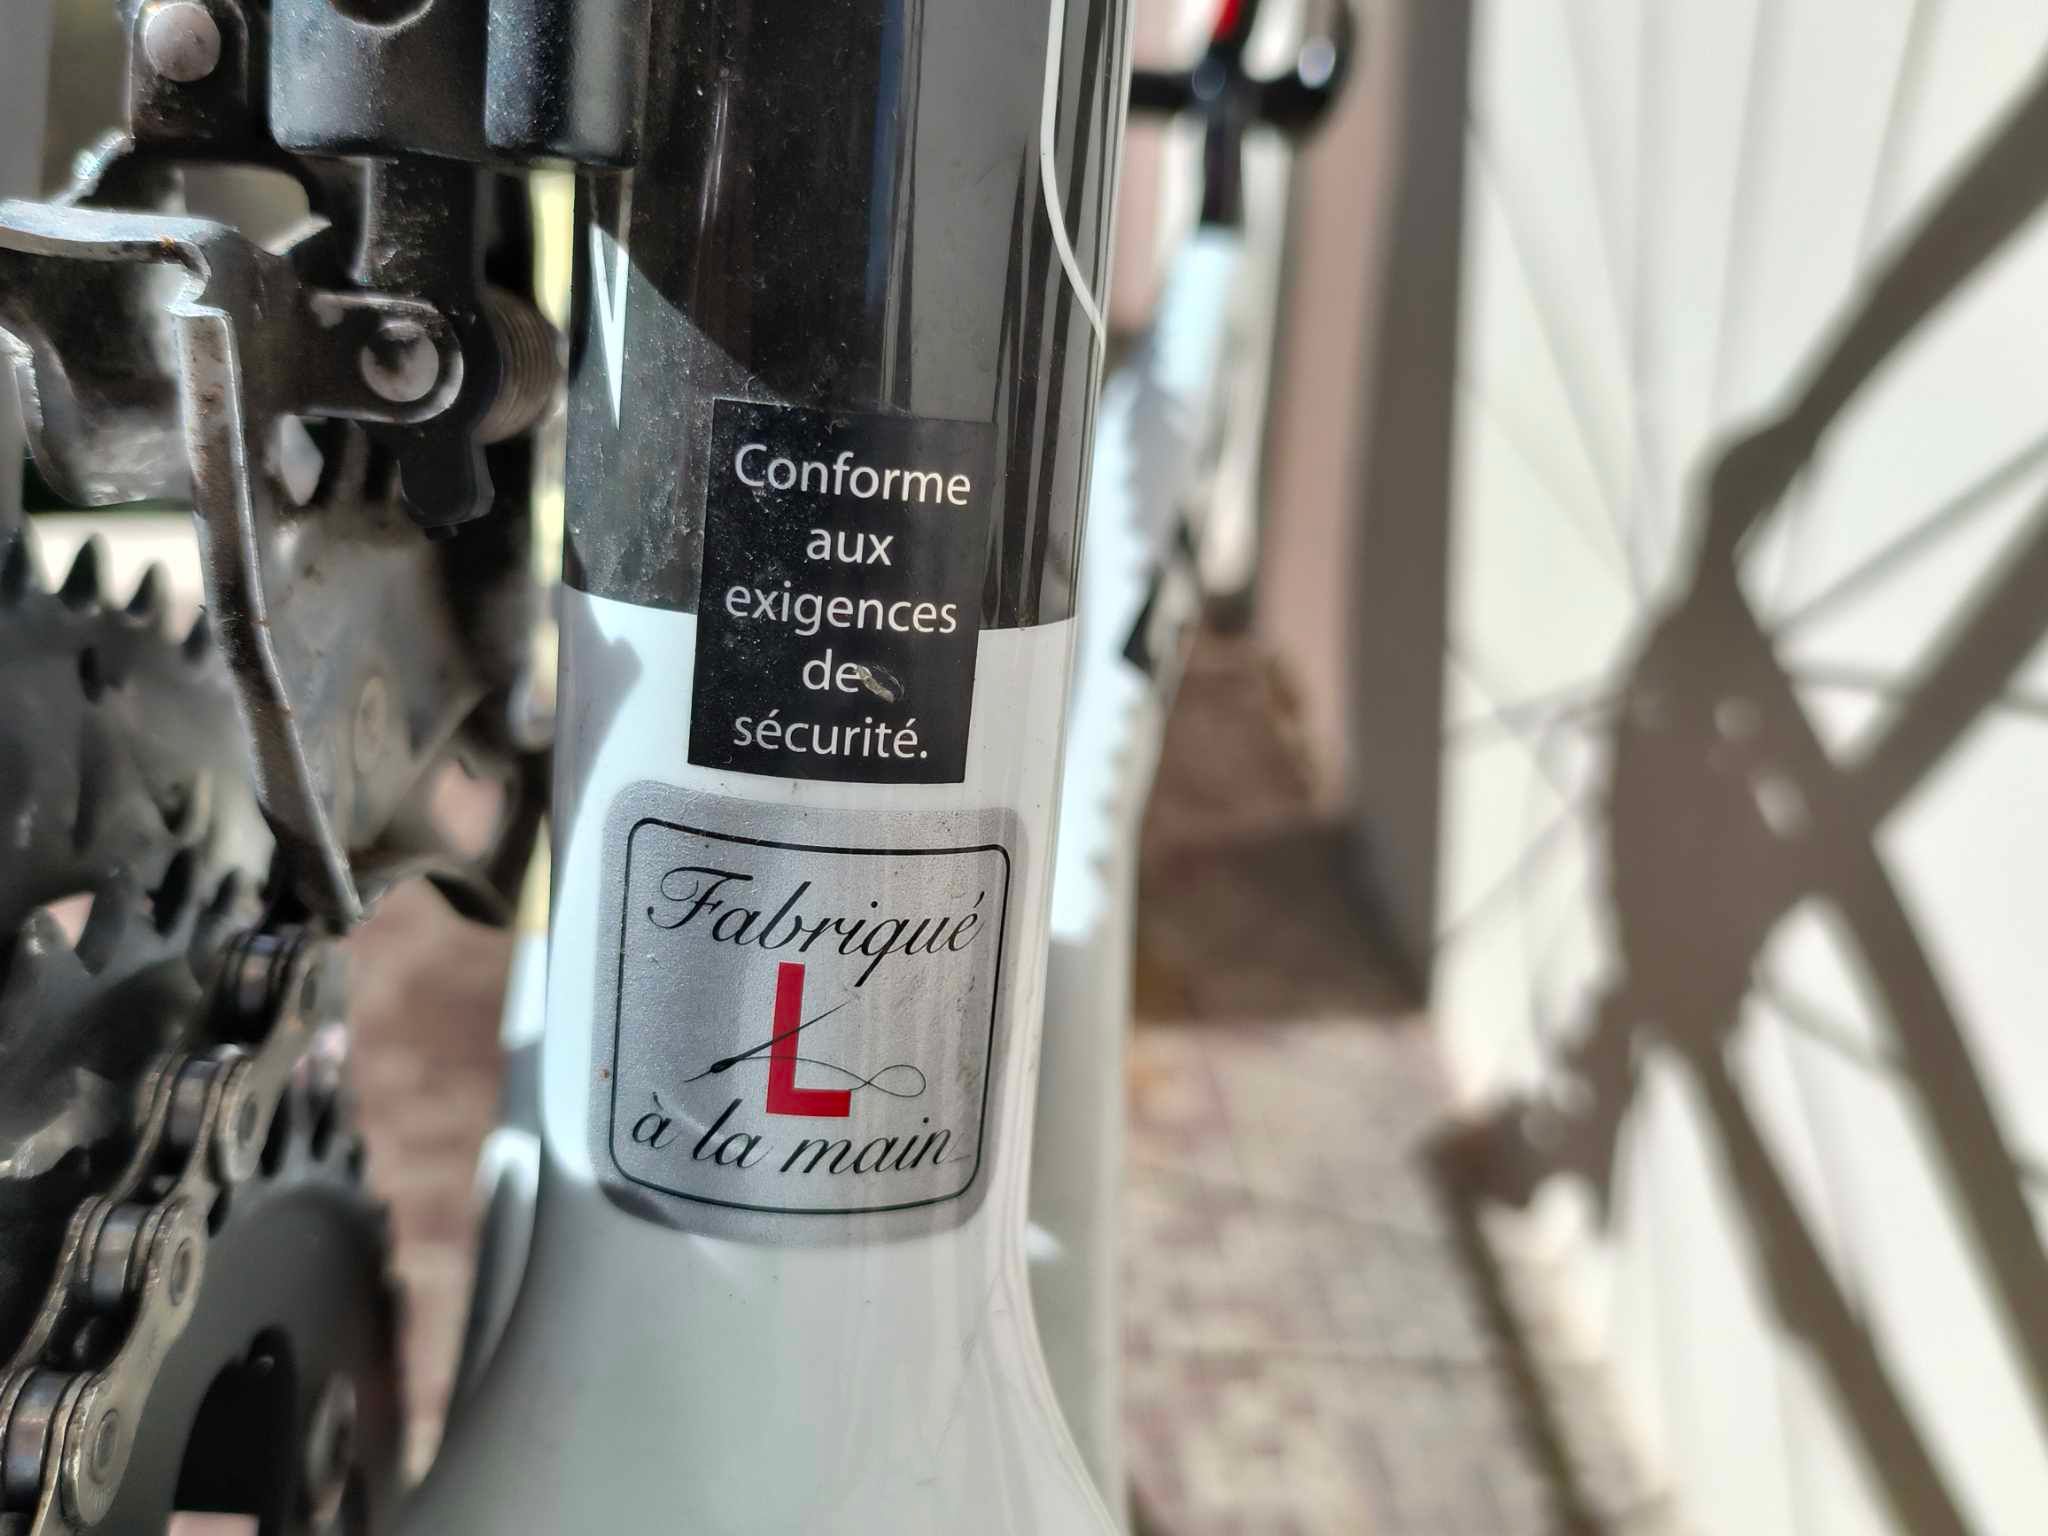 Conforme
aux
exigences
de
sécurité.
Fabriqué
L
à la main